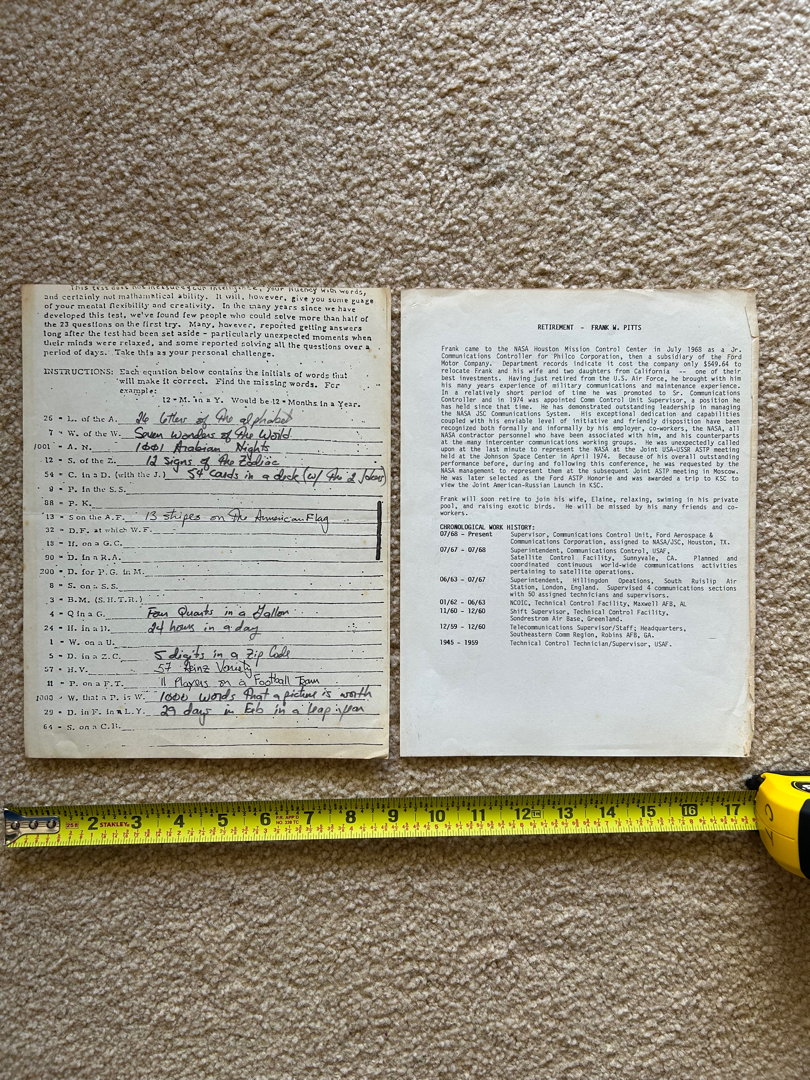 This test does not measure your intelligence, your fluency with words,
and certainly not mathematical ability. It will, however, give you some guage
of your mental flexibility and creativity. In the many years since we have
developed this test, we've found few people who could solve more than half of
the 23 questions on the first try. Many, however, reported getting answers
long after the test had been set aside - particularly unexpected moments when
their minds were relaxed, and some reported solving all the questions over a
period of days. Take this as your personal challenge.
INSTRUCTIONS: Each equation below contains the initials of words that
will make it correct. Find the missing words. For
example:
12 - M. in a Y. Would be 12 - Months in a Year.
26 - L. of the A. 26 letters of the alphabet
7 - W. of the W. Seven Wonders of the World
1001 - A. N. 1001 Arabian Nights
12 - S. of the Z. 12 signs of the Zodiac
54 - C. in a D. (with the J.) 54 cards in a deck (w/ the 2 Jokers)
9 - P. in the S.S.
88 - P. K.
13 - S on the A.F. 13 stripes on the American Flag
32 - D.F. at which W.F.
18 - H. on a G.C.
90 - D. in a R.A.
200 - D. for P.G. in M.
8 - S. on a S.S.
3 - B.M. (S.H.T.R.)
4 - Q in a G. Four Quarts in a Gallon
24 - H. in a D. 24 hours in a day
1 - W. on a U.
5 - D. in a Z.C. 5 digits in a Zip Code
57 - H.V. 57 Heinz Variety
11 - P. on a F.T. 11 Players on a Football Team
1000 - W. that a P. is W. 1000 words that a picture is worth
29 - D. in F. in a L.Y. 29 days in Feb in a leap year
64 - S. on a C.B.
RETIREMENT - FRANK W. PITTS
Frank came to the NASA Houston Mission Control Center in July 1968 as a Jr.
Communications Controller for Philco Corporation, then a subsidiary of the Ford
Motor Company. Department records indicate it cost the company only $549.64 to
relocate Frank and his wife and two daughters from California -- one of their
best investments. Having just retired from the U.S. Air Force, he brought with him
his many years experience of military communications and maintenance experience.
In a relatively short period of time he was promoted to Sr. Communications
Controller and in 1974 was appointed Comm Control Unit Supervisor, a position he
has held since that time. He has demonstrated outstanding leadership in managing
the NASA JSC Communications System. His exceptional dedication and capabilities
coupled with his enviable level of initiative and friendly disposition have been
recognized both formally and informally by his employer, co-workers, the NASA, all
NASA contractor personnel who have been associated with him, and his counterparts
at the many intercenter communications working groups. He was unexpectedly called
upon at the last minute to represent the NASA at the Joint USA-USSR ASTP meeting
held at the Johnson Space Center in April 1974. Because of his overall outstanding
performance before, during and following this conference, he was requested by the
NASA management to represent them at the subsequent Joint ASTP meeting in Moscow.
He was later selected as the Ford ASTP Honorie and was awarded a trip to KSC to
view the Joint American-Russian Launch in KSC.
Frank will soon retire to join his wife, Elaine, relaxing, swiming in his private
pool, and raising exotic birds. He will be missed by his many friends and co-
workers.
CHRONOLOGICAL WORK HISTORY:
07/68 - Present Supervisor, Communications Control Unit, Ford Aerospace &
Communications Corporation, assigned to NASA/JSC, Houston, TX.
07/67 - 07/68 Superintendent, Communications Control, USAF.
Satellite Control Facility, Sunnyvale, CA. Planned and
coordinated continuous world-wide communications activities
pertaining to satellite operations.
06/63 - 07/67 Superintendent, Hillingdon Opeations, South Ruislip Air
Station, London, England. Supervised 4 communications sections
with 50 assigned technicians and supervisors.
01/62 - 06/63 NCOIC, Technical Control Facility, Maxwell AFB, AL
11/60 - 12/60 Shift Supervisor, Technical Control Facility,
Sondrestrom Air Base, Greenland.
12/59 - 12/60 Telecommunications Supervisor/Staff; Headquarters,
Southeastern Comm Region, Robins AFB, GA.
1945 - 1959 Technical Control Technician/Supervisor, USAF.
2 3 4 5 6 7 8 9 10 11 12 13 14 15 16 17
STANLEY